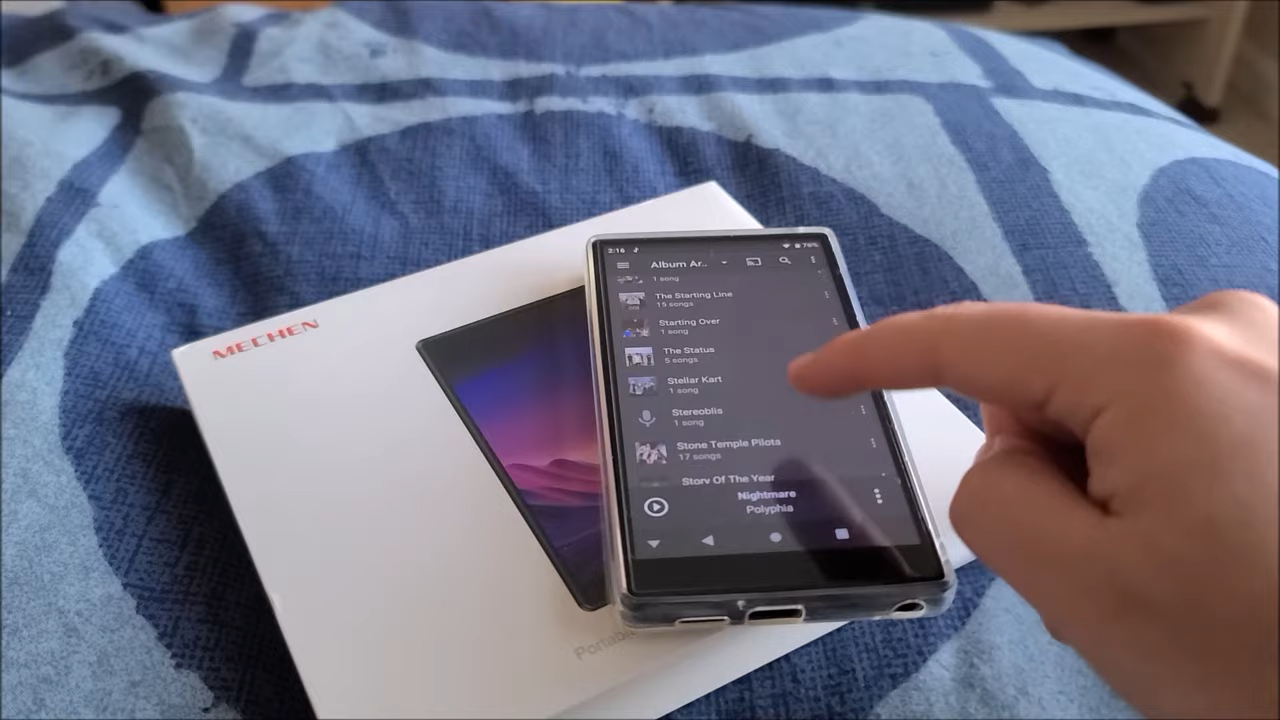 MECHEN
2:16
76%
Album Ar..
1 song
The Starting Line
15 songs
Starting Over
1 song
The Status
5 songs
Stellar Kart
1 song
Stereoblis
1 song
Stone Temple Pilots
17 songs
Story Of The Year
Nightmare
Polyphia